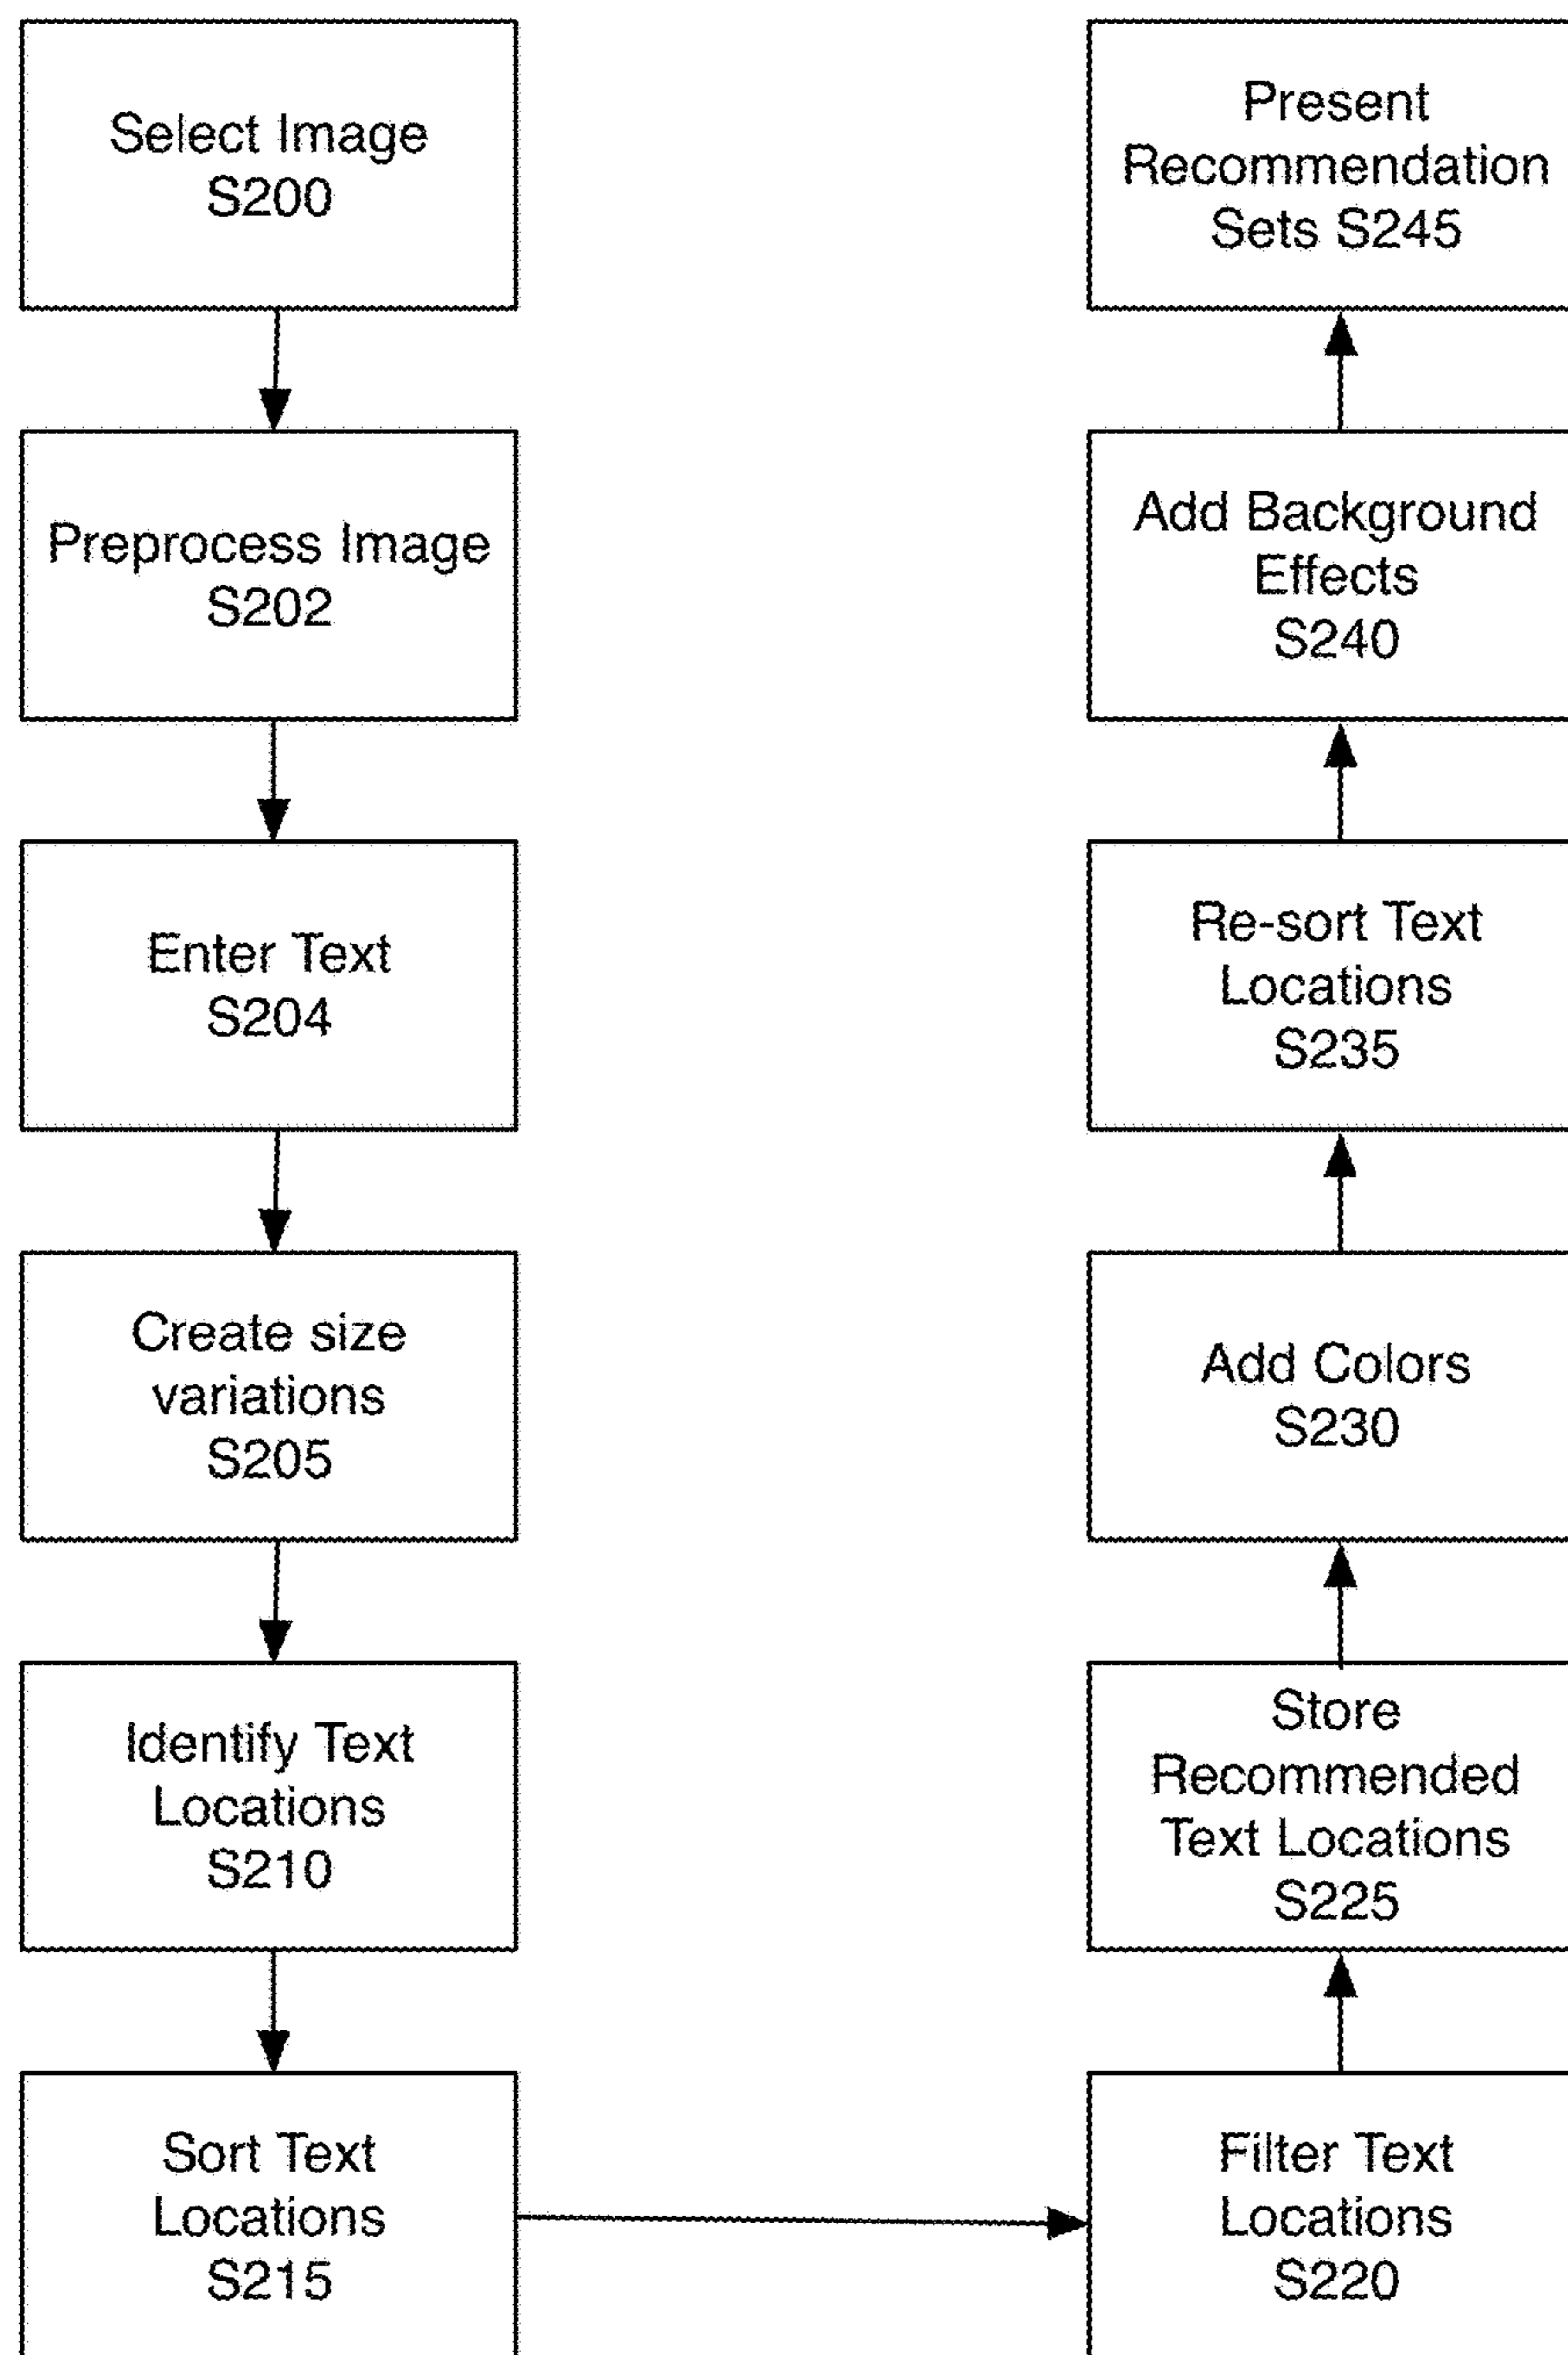 Select Image
S200
Preprocess Image
S202
Enter Text
S204
Create size
variations
S205
Identify Text
Locations
S210
Sort Text
Locations
S215
Filter Text
Locations
S220
Store
Recommended
Text Locations
S225
Add Colors
S230
Re-sort Text
Locations
S235
Add Background
Effects
S240
Present
Recommendation
Sets S245